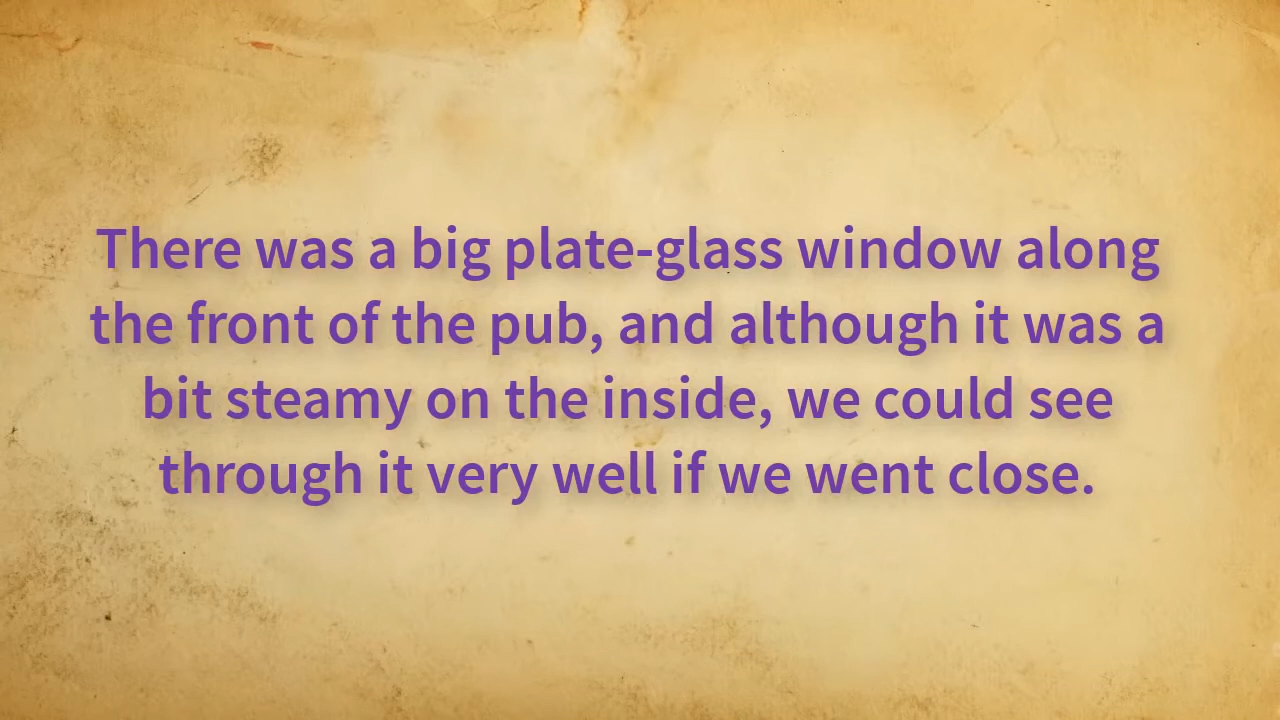 There was a big plate-glass window along
the front of the pub, and although it was a
bit steamy on the inside, we could see
through it very well if we went close.